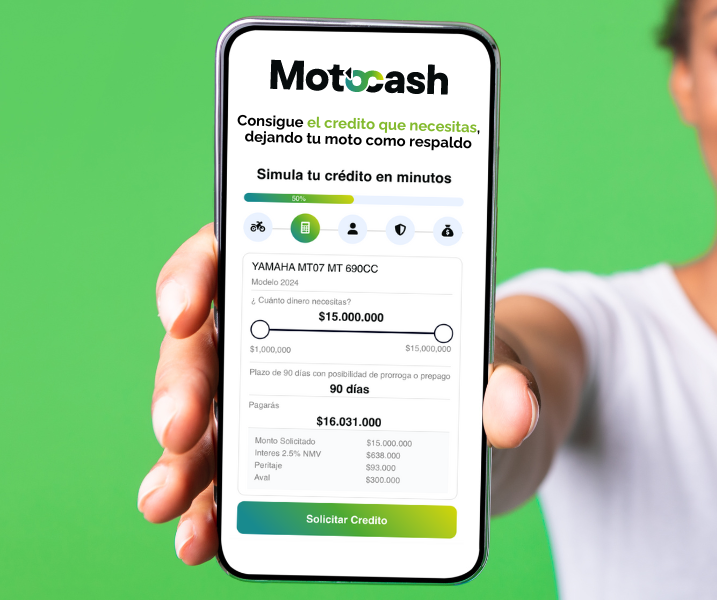 Motocash
Consigue el credito que necesitas,
dejando tu moto como respaldo
Simula tu crédito en minutos
50%
YAMAHA MT07 MT 690CC
Modelo 2024
¿ Cuánto dinero necesitas?
$15.000.000
$1,000,000 $15,000,000
Plazo de 90 días con posibilidad de prorroga o prepago
90 días
Pagarás
$16.031.000
Monto Solicitado $15.000.000
Interes 2.5% NMV $638.000
Peritaje $93.000
Aval $300.000
Solicitar Credito